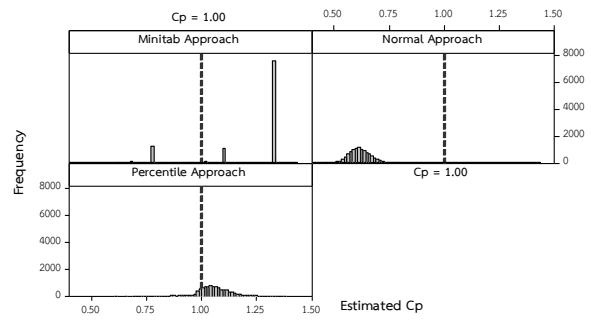 Cp = 1.00
0.50 0.75 1.00 1.25 1.50
Minitab Approach
Normal Approach
8000
6000
4000
2000
0
Frequency
Percentile Approach
Cp = 1.00
8000
6000
4000
2000
0
0.50 0.75 1.00 1.25 1.50
Estimated Cp